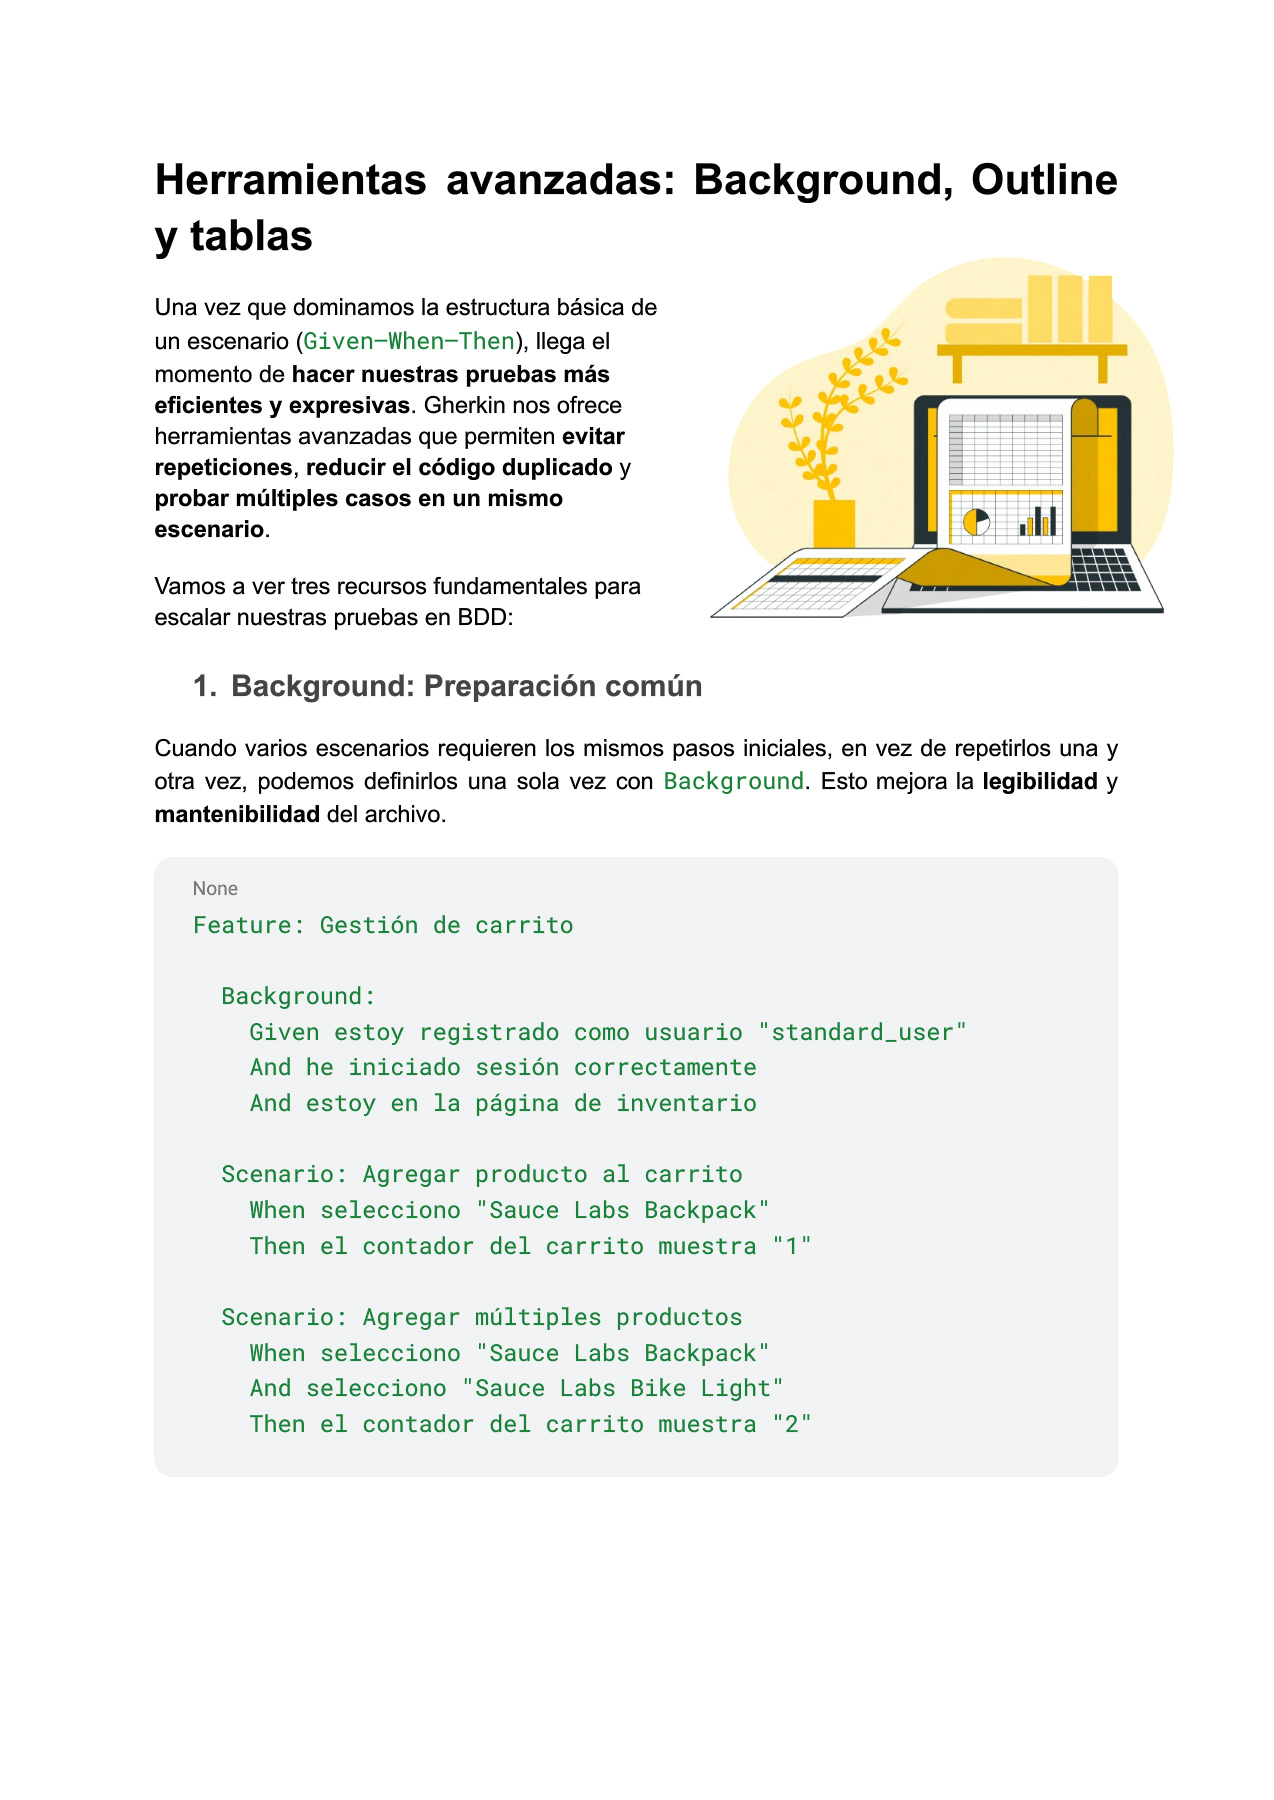 Herramientas avanzadas: Background, Outline
y tablas
Una vez que dominamos la estructura básica de
un escenario (Given–When–Then), llega el
momento de hacer nuestras pruebas más
eficientes y expresivas. Gherkin nos ofrece
herramientas avanzadas que permiten evitar
repeticiones, reducir el código duplicado y
probar múltiples casos en un mismo
escenario.
Vamos a ver tres recursos fundamentales para
escalar nuestras pruebas en BDD:
1. Background: Preparación común
Cuando varios escenarios requieren los mismos pasos iniciales, en vez de repetirlos una y
otra vez, podemos definirlos una sola vez con Background. Esto mejora la legibilidad y
mantenibilidad del archivo.
None
Feature: Gestión de carrito
Background:
Given estoy registrado como usuario "standard_user"
And he iniciado sesión correctamente
And estoy en la página de inventario
Scenario: Agregar producto al carrito
When selecciono "Sauce Labs Backpack"
Then el contador del carrito muestra "1"
Scenario: Agregar múltiples productos
When selecciono "Sauce Labs Backpack"
And selecciono "Sauce Labs Bike Light"
Then el contador del carrito muestra "2"